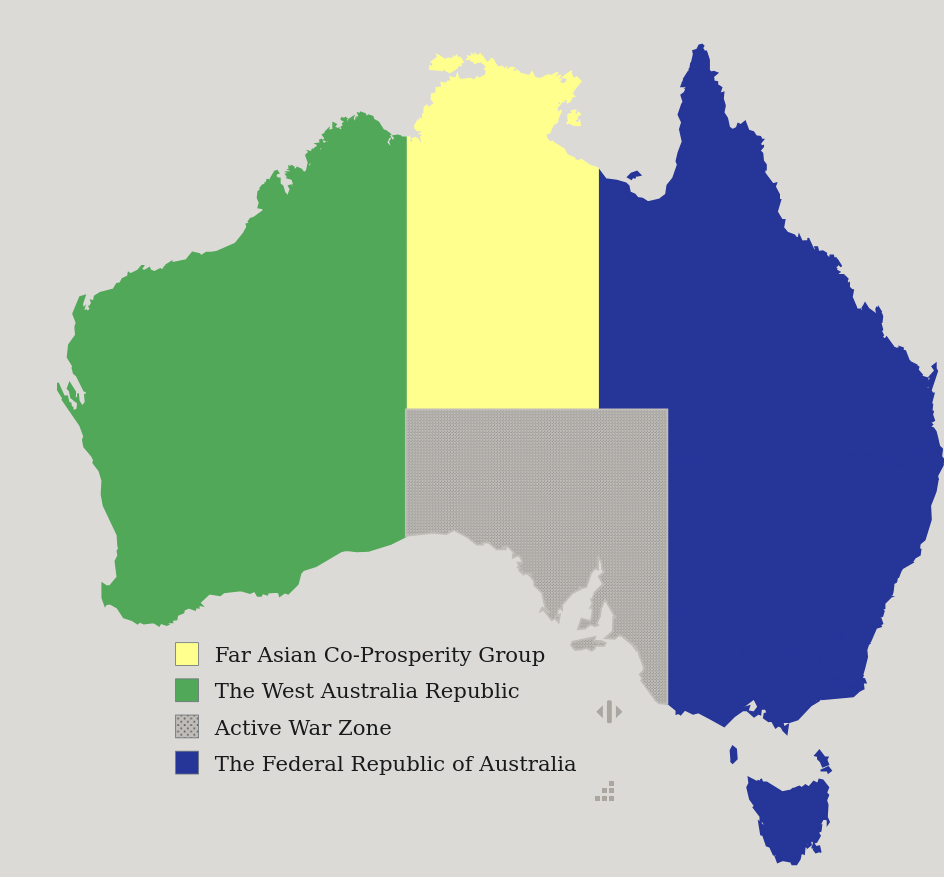 Far Asian Co-Prosperity Group
The West Australia Republic
Active War Zone
The Federal Republic of Australia